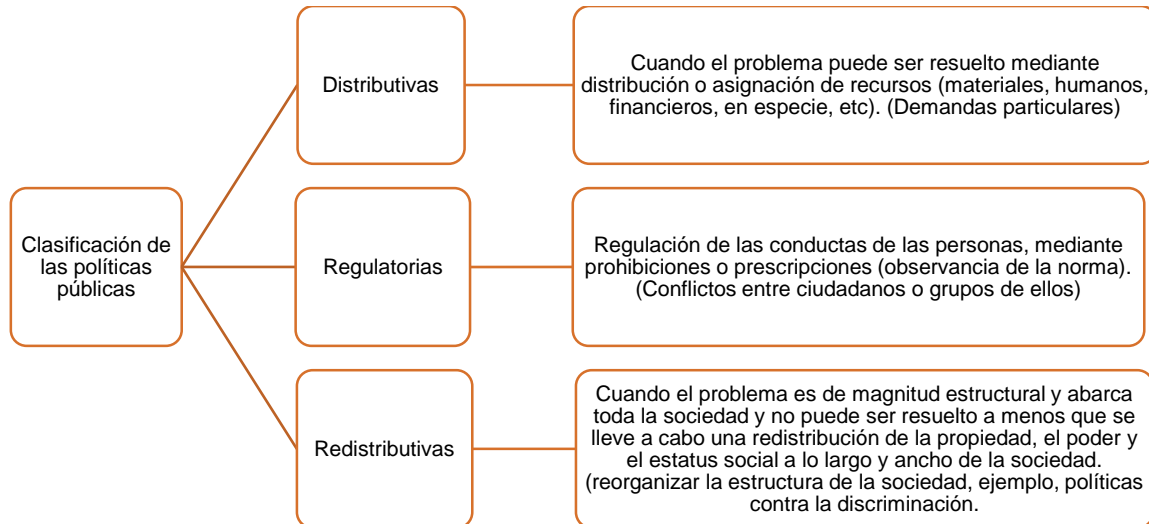 Clasificación de
las políticas
públicas
Distributivas
Cuando el problema puede ser resuelto mediante
distribución o asignación de recursos (materiales, humanos,
financieros, en especie, etc). (Demandas particulares)
Regulatorias
Regulación de las conductas de las personas, mediante
prohibiciones o prescripciones (observancia de la norma).
(Conflictos entre ciudadanos o grupos de ellos)
Redistributivas
Cuando el problema es de magnitud estructural y abarca
toda la sociedad y no puede ser resuelto a menos que se
lleve a cabo una redistribución de la propiedad, el poder y
el estatus social a lo largo y ancho de la sociedad.
(reorganizar la estructura de la sociedad, ejemplo, políticas
contra la discriminación.